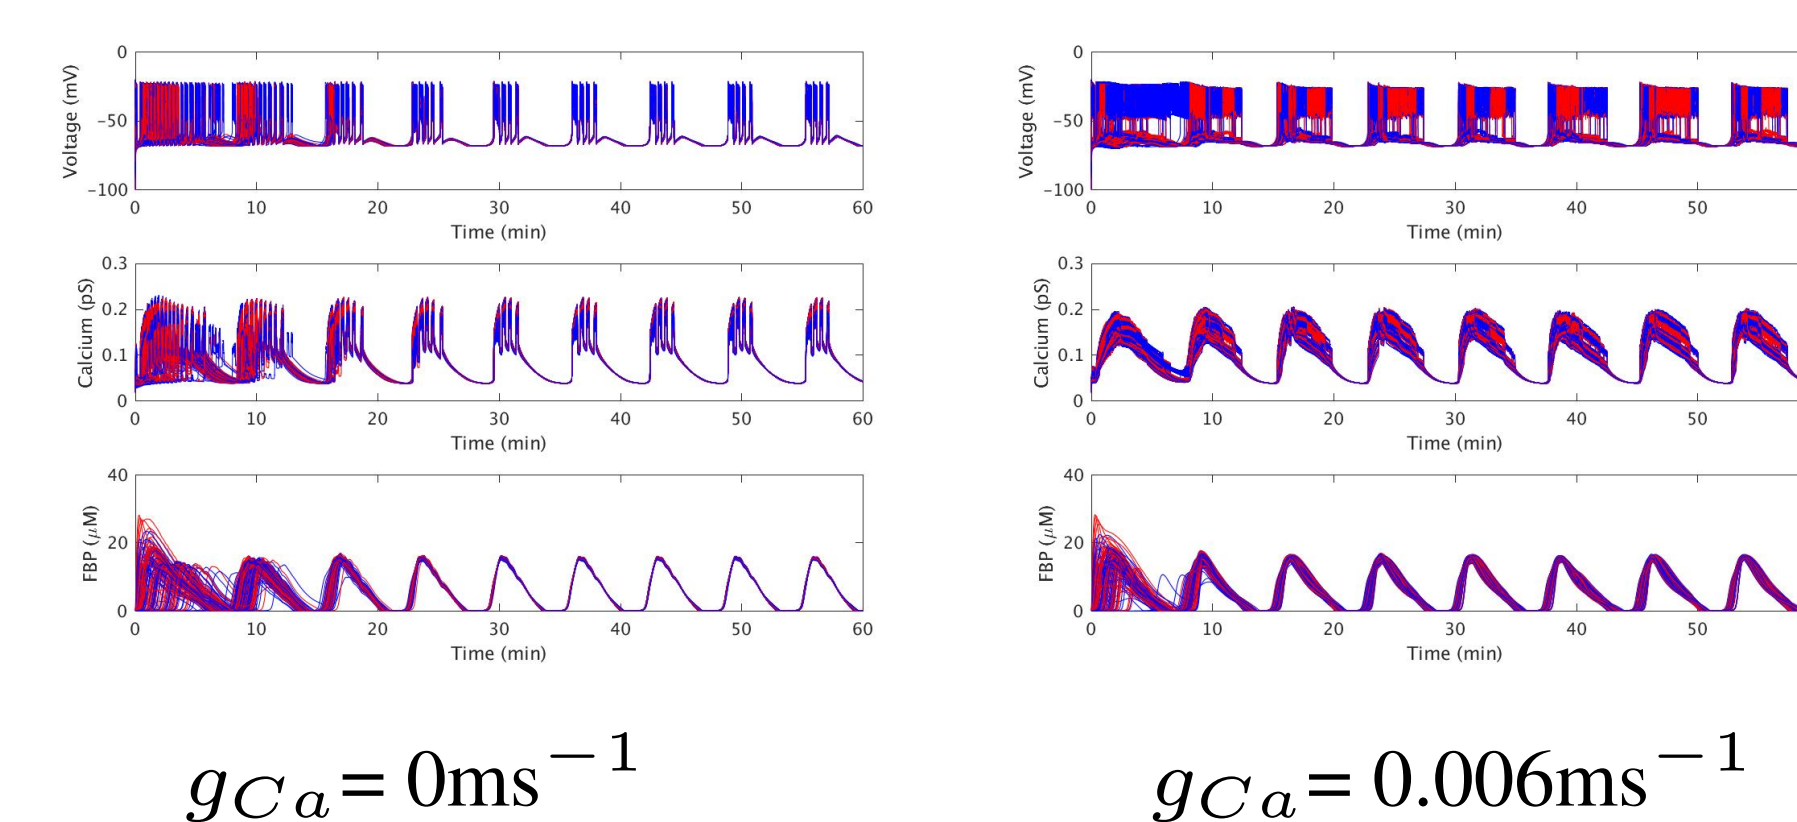 0
−50
−100
Voltage (mV)
0 10 20 30 40 50 60
Time (min)
0.3
0.2
0.1
0
Calcium (pS)
0 10 20 30 40 50 60
Time (min)
40
20
0
FBP (μM)
0 10 20 30 40 50 60
Time (min)
g_{Ca} = 0ms^{−1}
0
−50
−100
Voltage (mV)
0 10 20 30 40 50
Time (min)
0.3
0.2
0.1
0
Calcium (pS)
0 10 20 30 40 50
Time (min)
40
20
0
FBP (μM)
0 10 20 30 40 50
Time (min)
g_{Ca} = 0.006ms^{−1}